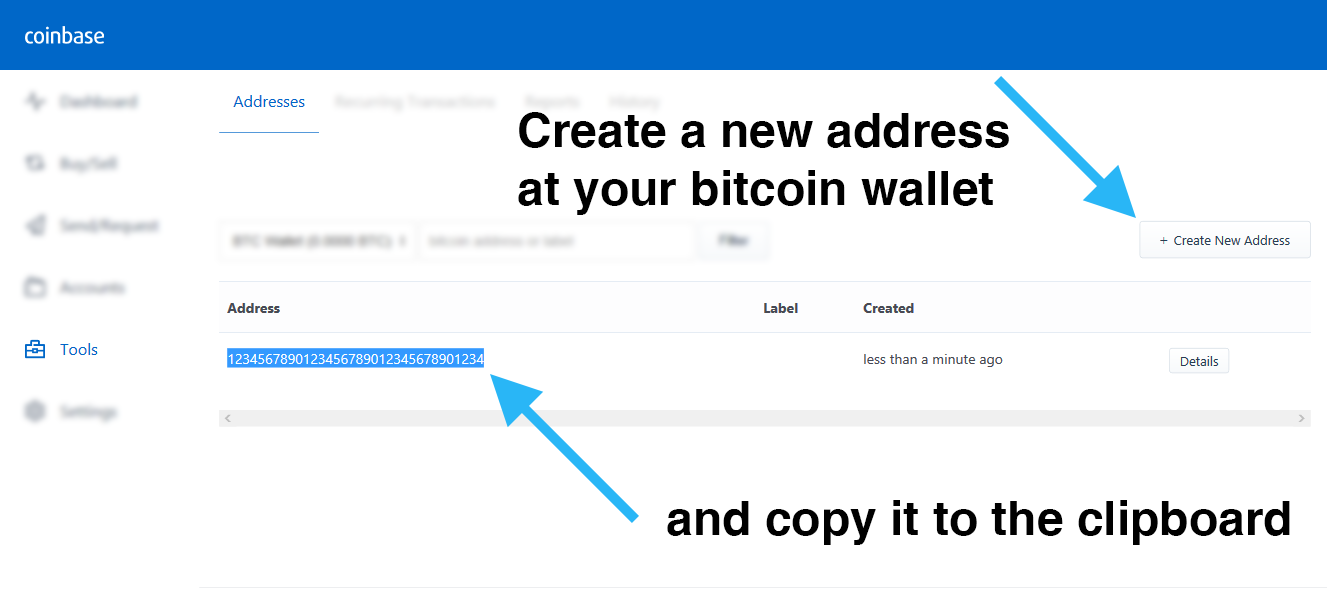 coinbase
Dashboard
Addresses
Recurring Transactions
Reports
History
Create a new address
at your bitcoin wallet
Buy/Sell
Send/Request
BTC Wallet (0.0000 BTC)
bitcoin address or label
Filter
+ Create New Address
Accounts
Address
Label
Created
Tools
1234567890123456789012345678901234
less than a minute ago
Details
Settings
and copy it to the clipboard